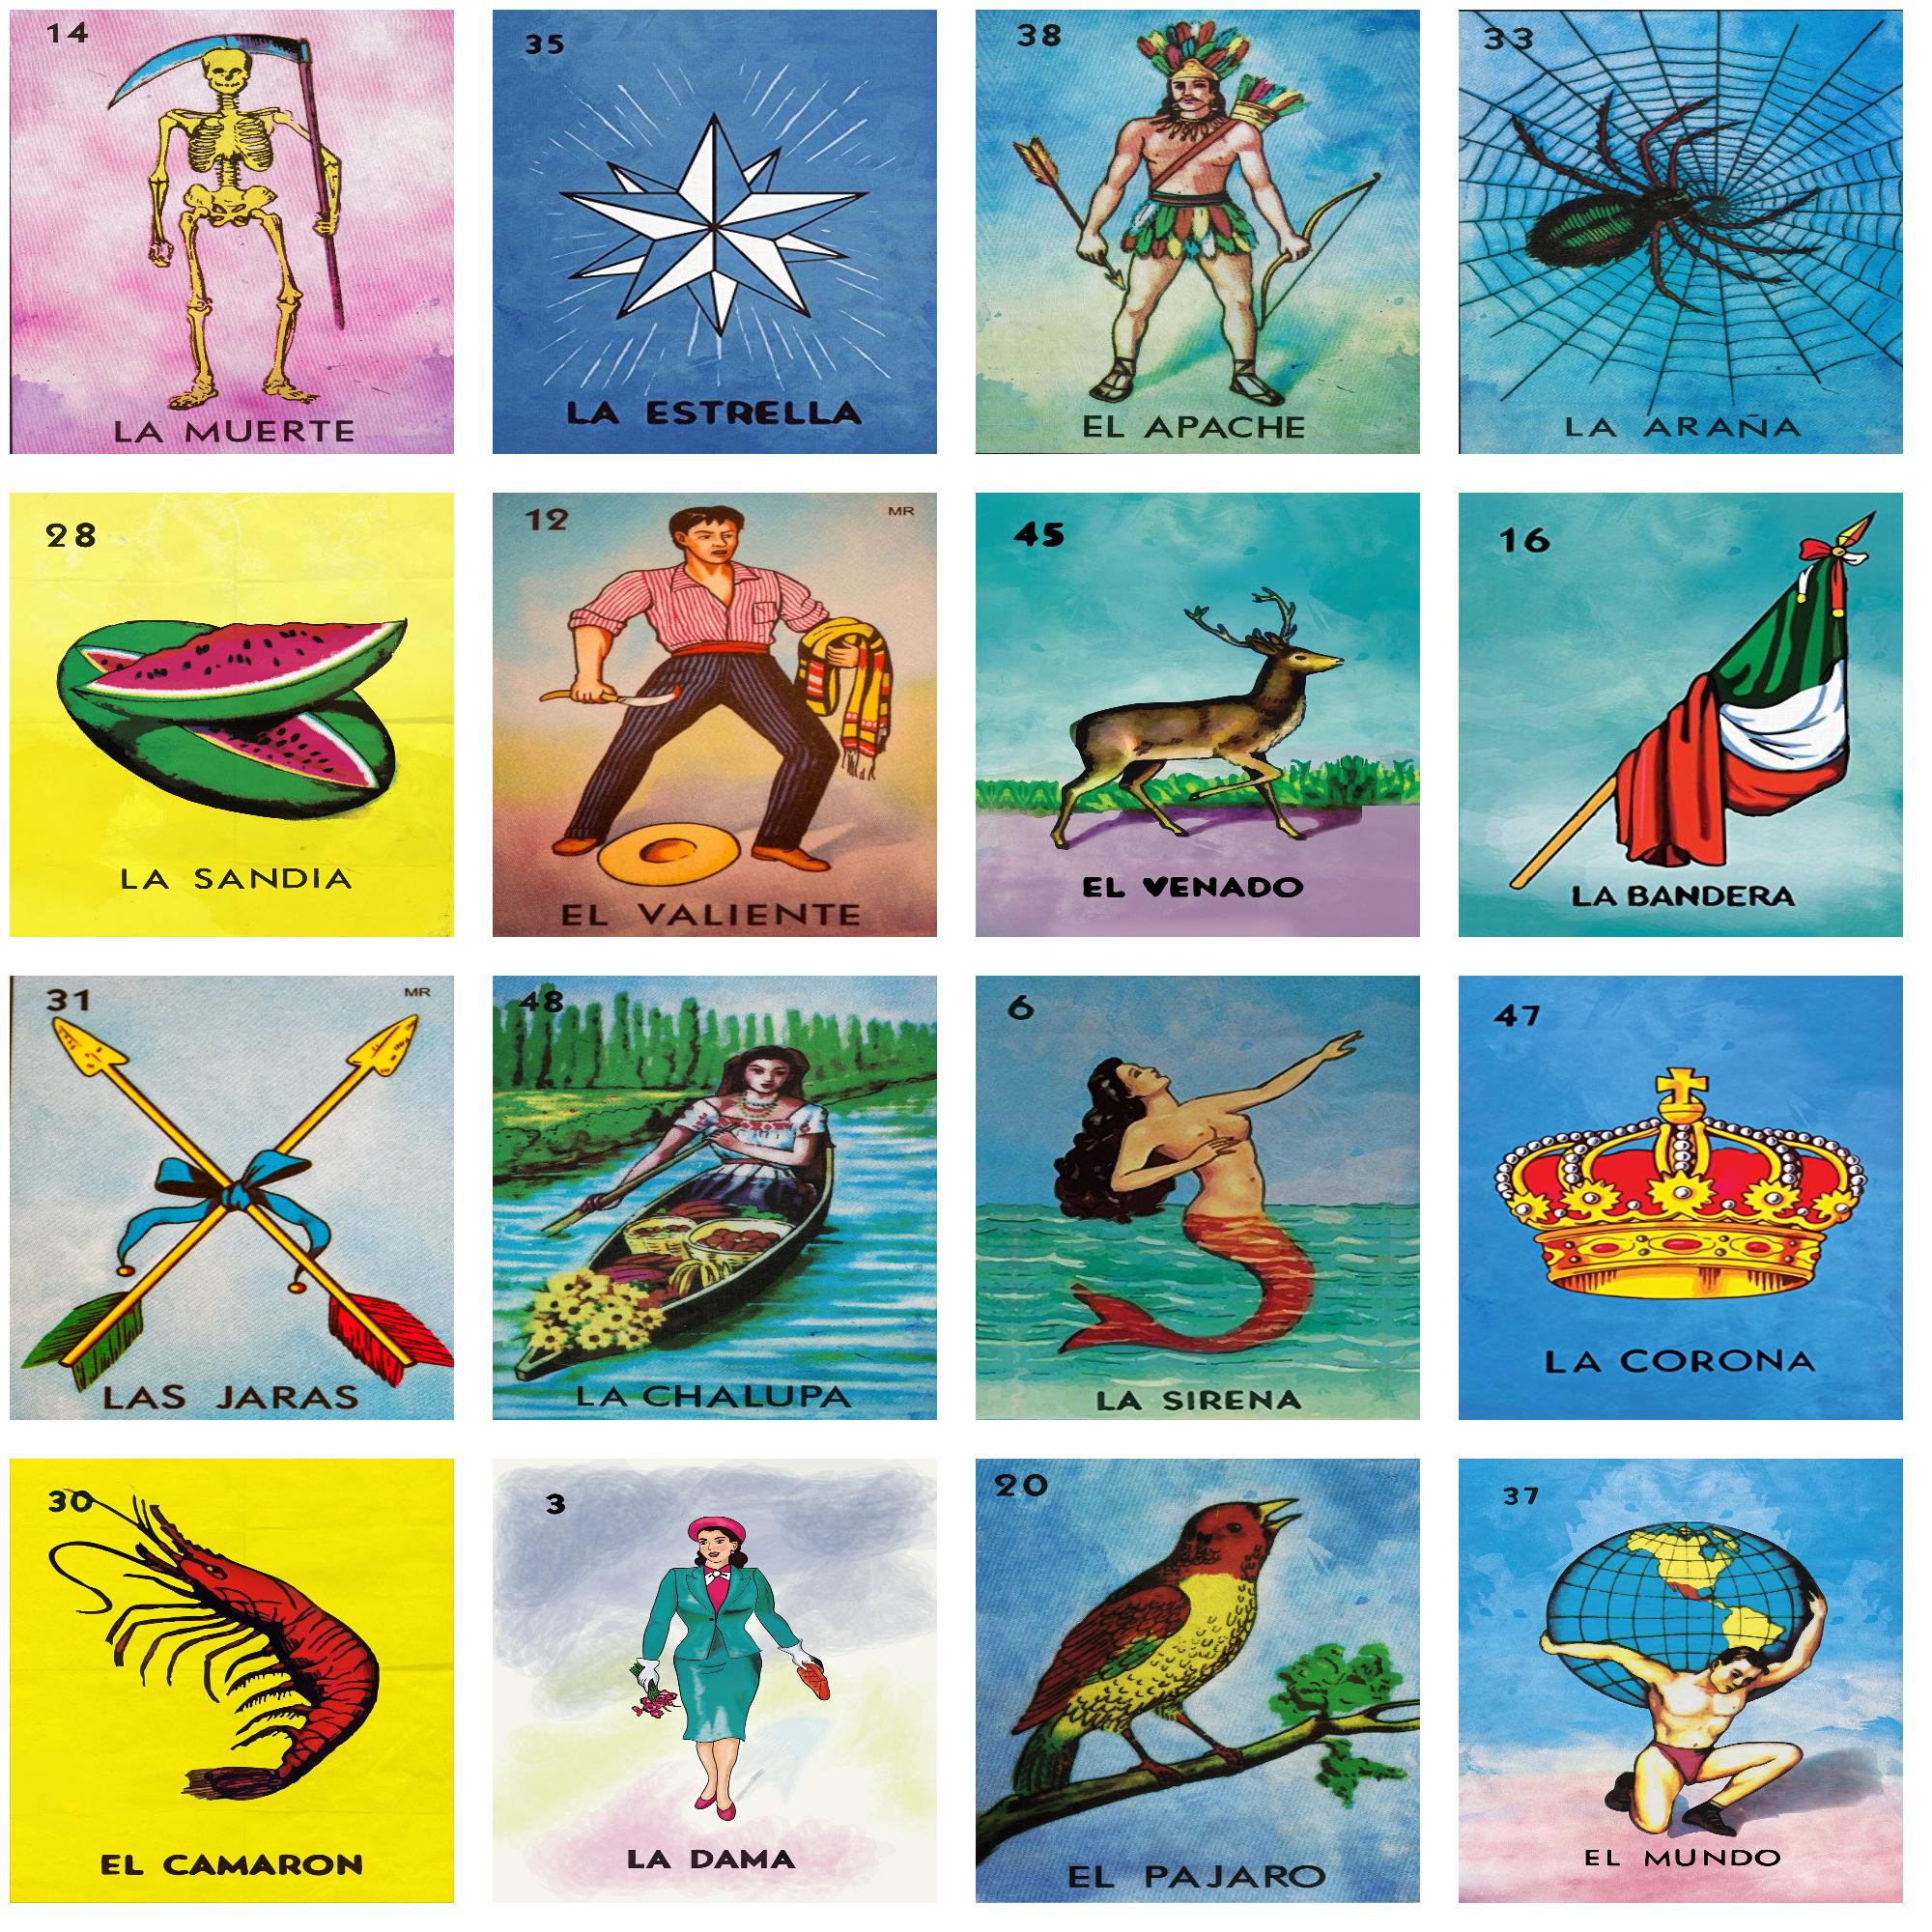 14
LA MUERTE
35
LA ESTRELLA
38
EL APACHE
33
LA ARAÑA
28
LA SANDIA
12
MR
EL VALIENTE
45
EL VENADO
16
LA BANDERA
31
MR
LAS JARAS
48
LA CHALUPA
6
LA SIRENA
47
LA CORONA
30
EL CAMARON
3
LA DAMA
20
EL PAJARO
37
EL MUNDO